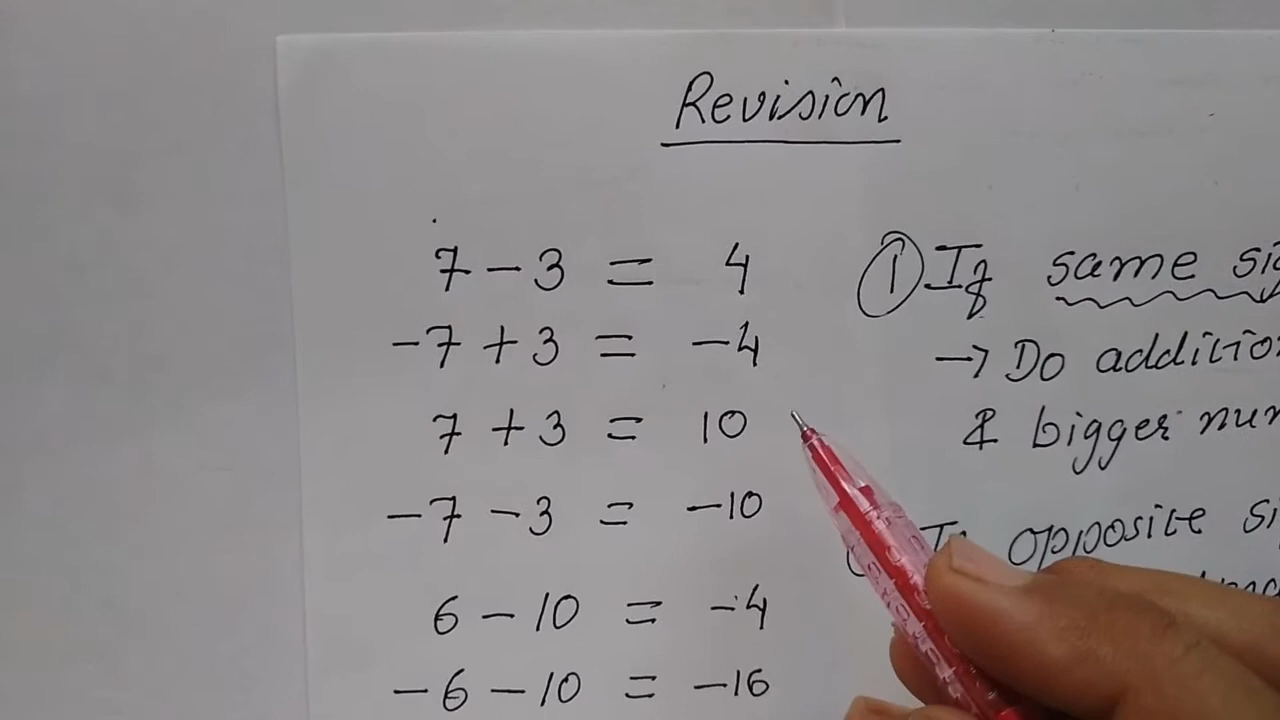 Revision
7 - 3 = 4
-7 + 3 = -4
7 + 3 = 10
-7 - 3 = -10
6 - 10 = -4
-6 - 10 = -16
① If same
→ Do
& bigger
opposite